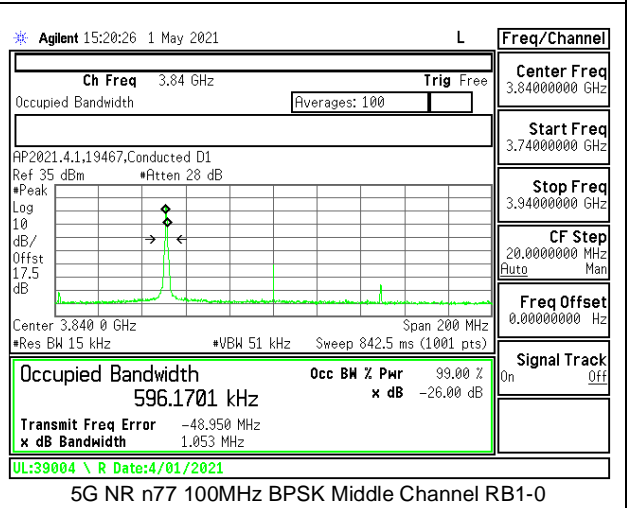 Agilent 15:20:26 1 May 2021 L
Freq/Channel
Ch Freq 3.84 GHz Trig Free
Occupied Bandwidth Averages: 100
AP2021.4.1,19467,Conducted D1
Ref 35 dBm #Atten 28 dB
#Peak
Log
10
dB/
Offst
17.5
dB
Center 3.840 0 GHz Span 200 MHz
#Res BW 15 kHz #VBW 51 kHz Sweep 842.5 ms (1001 pts)
Occupied Bandwidth Occ BW % Pwr 99.00 %
596.1701 kHz x dB -26.00 dB
Transmit Freq Error -48.950 MHz
x dB Bandwidth 1.053 MHz
UL:39004 \ R Date:4/01/2021
Center Freq
3.84000000 GHz
Start Freq
3.74000000 GHz
Stop Freq
3.94000000 GHz
CF Step
20.0000000 MHz
Auto Man
Freq Offset
0.00000000 Hz
Signal Track
On Off
5G NR n77 100MHz BPSK Middle Channel RB1-0